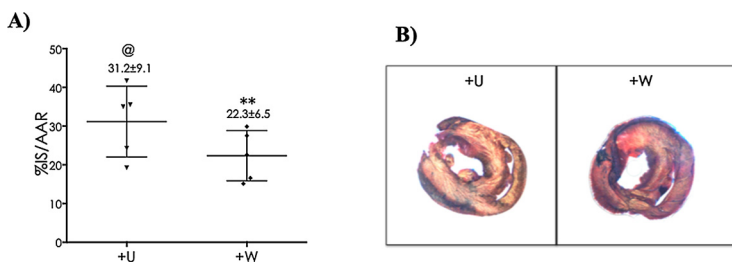 A)
@
31.2±9.1
**
22.3±6.5
%IS/AAR
50
40
30
20
10
0
+U
+W
B)
+U
+W